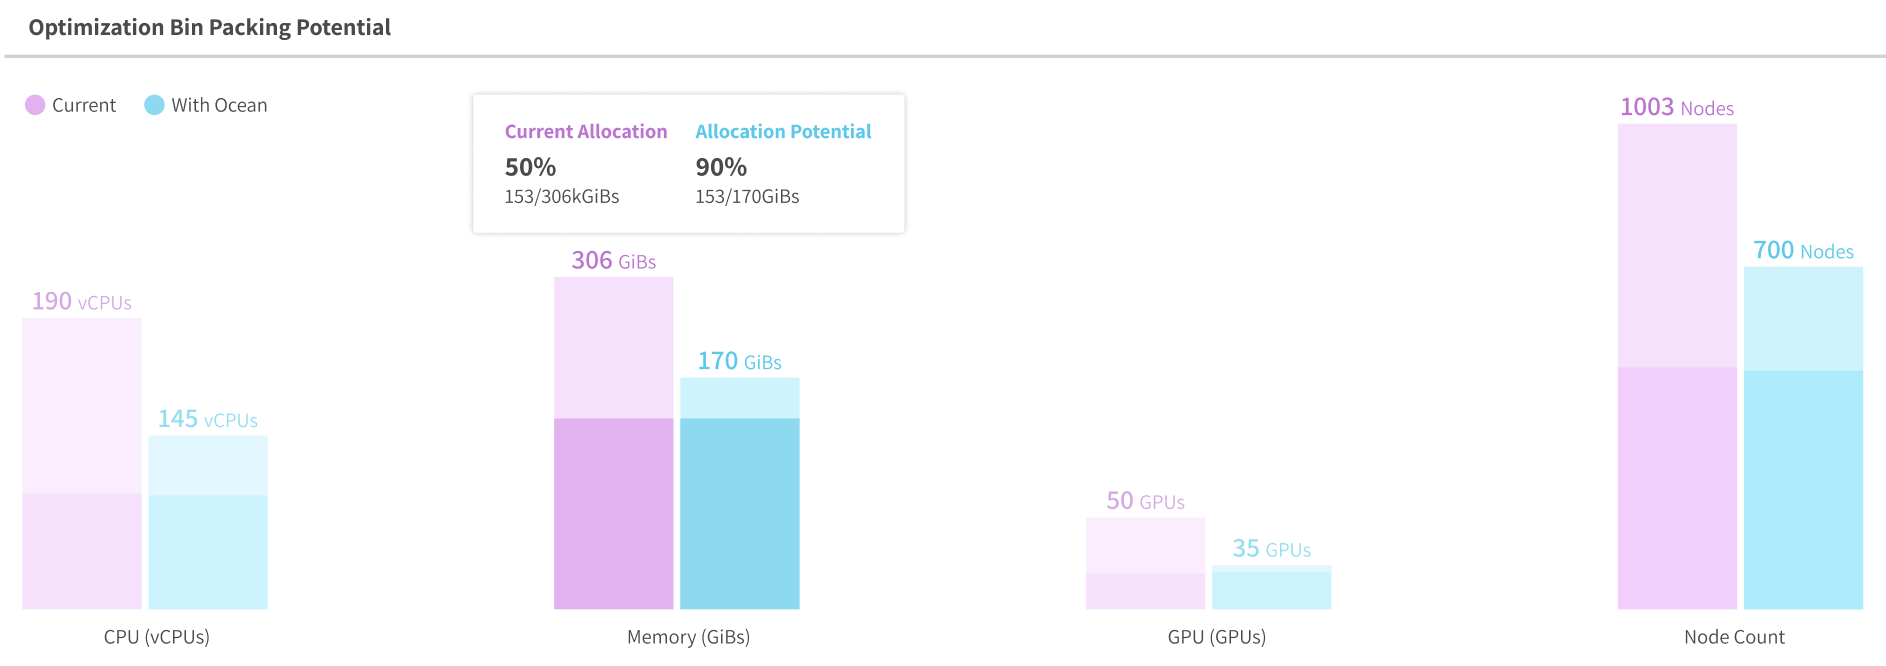 Optimization Bin Packing Potential
Current With Ocean
Current Allocation Allocation Potential
50% 90%
153/306kGiBs 153/170GiBs
190 vCPUs
145 vCPUs
CPU (vCPUs)
306 GiBs
170 GiBs
Memory (GiBs)
50 GPUs
35 GPUs
GPU (GPUs)
1003 Nodes
700 Nodes
Node Count